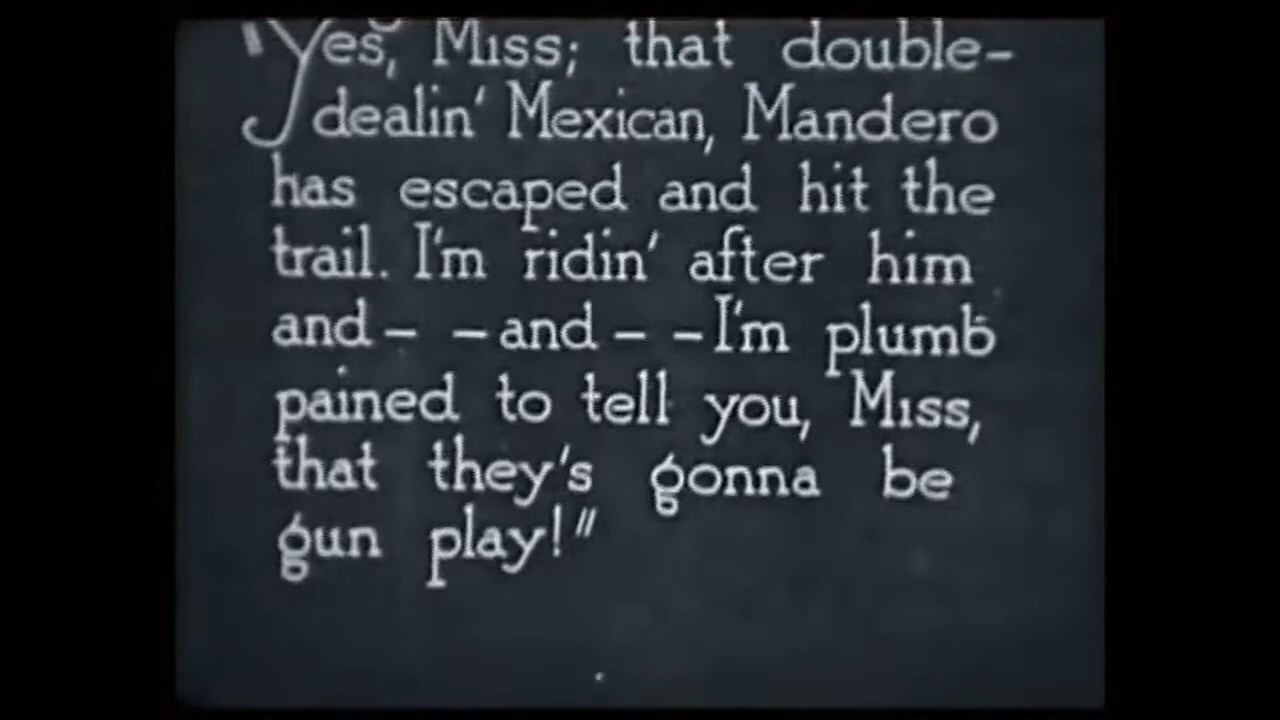 "Yes, Miss; that double-
dealin' Mexican, Mandero
has escaped and hit the
trail. I'm ridin' after him
and- -and- -I'm plumb
pained to tell you, Miss,
that they's gonna be
gun play!"